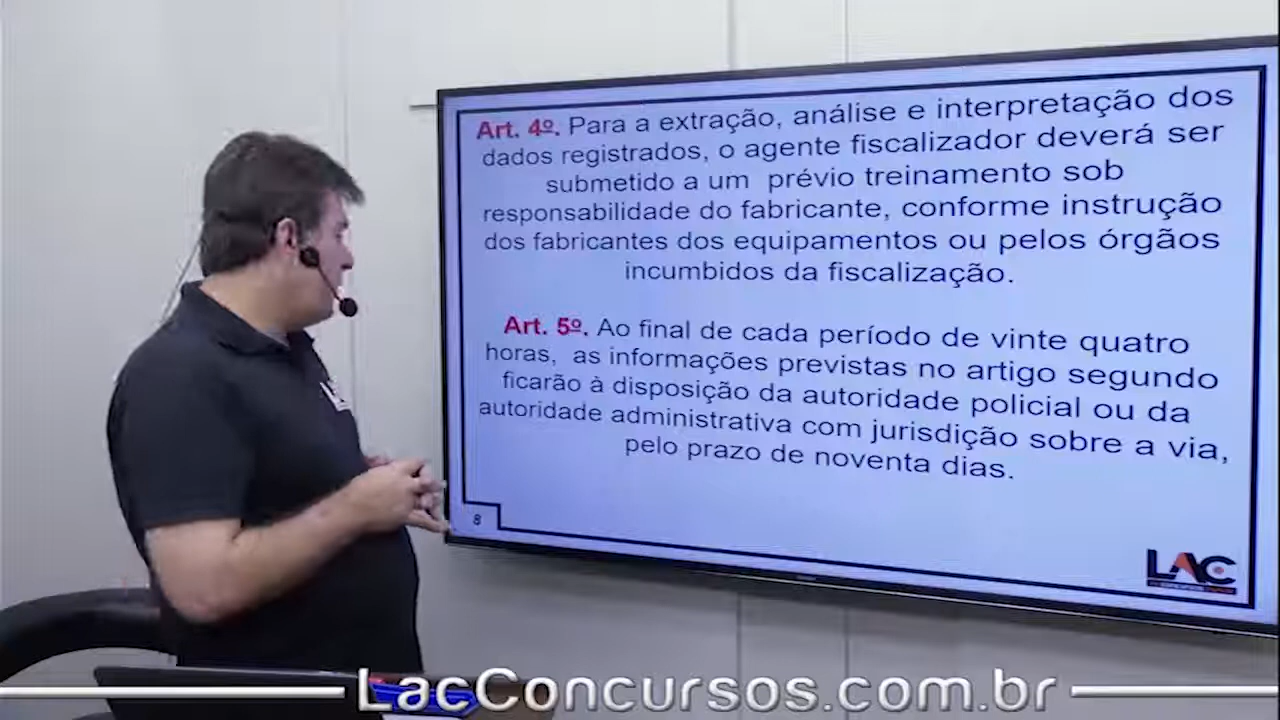 Art. 4º. Para a extração, análise e interpretação dos
dados registrados, o agente fiscalizador deverá ser
submetido a um prévio treinamento sob
responsabilidade do fabricante, conforme instrução
dos fabricantes dos equipamentos ou pelos órgãos
incumbidos da fiscalização.
Art. 5º. Ao final de cada período de vinte quatro
horas, as informações previstas no artigo segundo
ficarão à disposição da autoridade policial ou da
autoridade administrativa com jurisdição sobre a via,
pelo prazo de noventa dias.
8
LAC
LacConcursos.com.br